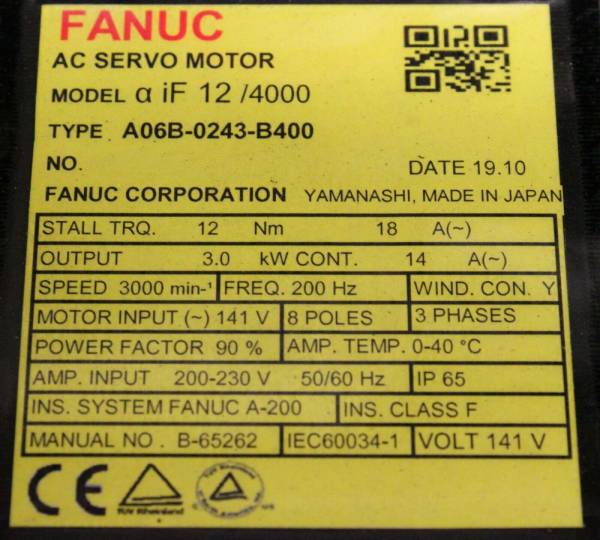 FANUC
AC SERVO MOTOR
MODEL α iF 12 /4000
TYPE A06B-0243-B400
NO. DATE 19.10
FANUC CORPORATION YAMANASHI, MADE IN JAPAN
STALL TRQ. 12 Nm 18 A(~)
OUTPUT 3.0 kW CONT. 14 A(~)
SPEED 3000 min-¹ FREQ. 200 Hz WIND. CON. Y
MOTOR INPUT (~) 141 V 8 POLES 3 PHASES
POWER FACTOR 90 % AMP. TEMP. 0-40 °C
AMP. INPUT 200-230 V 50/60 Hz IP 65
INS. SYSTEM FANUC A-200 INS. CLASS F
MANUAL NO. B-65262 IEC60034-1 VOLT 141 V
CE TUV Rheinland